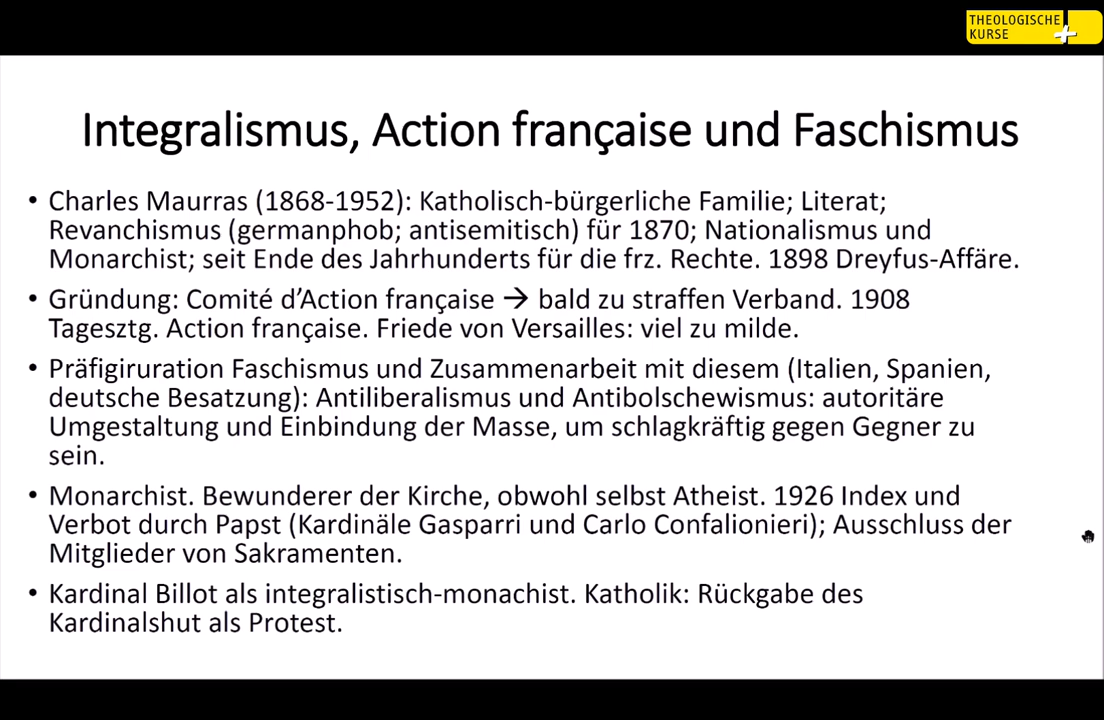 THEOLOGISCHE
KURSE
Integralismus, Action française und Faschismus
• Charles Maurras (1868-1952): Katholisch-bürgerliche Familie; Literat;
Revanchismus (germanphob; antisemitisch) für 1870; Nationalismus und
Monarchist; seit Ende des Jahrhunderts für die frz. Rechte. 1898 Dreyfus-Affäre.
• Gründung: Comité d’Action française → bald zu straffen Verband. 1908
Tagesztg. Action française. Friede von Versailles: viel zu milde.
• Präfigiruration Faschismus und Zusammenarbeit mit diesem (Italien, Spanien,
deutsche Besatzung): Antiliberalismus und Antibolschewismus: autoritäre
Umgestaltung und Einbindung der Masse, um schlagkräftig gegen Gegner zu
sein.
• Monarchist. Bewunderer der Kirche, obwohl selbst Atheist. 1926 Index und
Verbot durch Papst (Kardinäle Gasparri und Carlo Confalionieri); Ausschluss der
Mitglieder von Sakramenten.
• Kardinal Billot als integralistisch-monachist. Katholik: Rückgabe des
Kardinalshut als Protest.